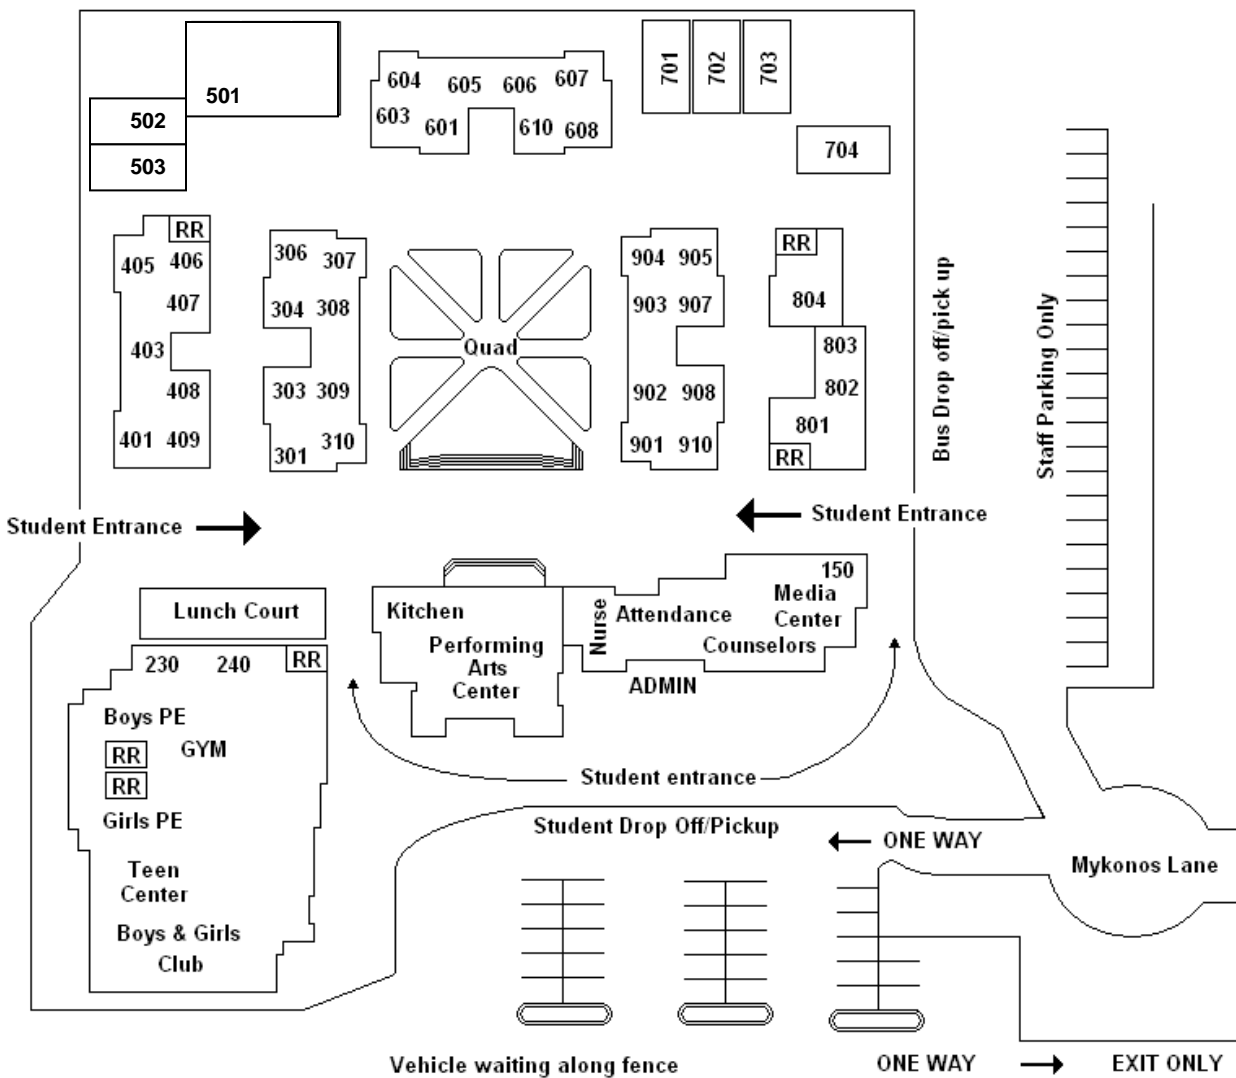 501
502
503
604 605 606 607
603 601 610 608
701 702 703
704
RR
405 406
407
403
408
401 409
306 307
304 308
303 309
301 310
Quad
904 905
903 907
902 908
901 910
RR
804
803
802
801
RR
Bus Drop off/pick up
Staff Parking Only
Student Entrance
Student Entrance
Lunch Court
230 240 RR
Boys PE
RR
GYM
RR
Girls PE
Teen
Center
Boys & Girls
Club
Kitchen
Performing
Arts
Center
Nurse
Attendance
150
Media
Center
Counselors
ADMIN
Student entrance
Student Drop Off/Pickup
ONE WAY
Mykonos Lane
Vehicle waiting along fence
ONE WAY
EXIT ONLY